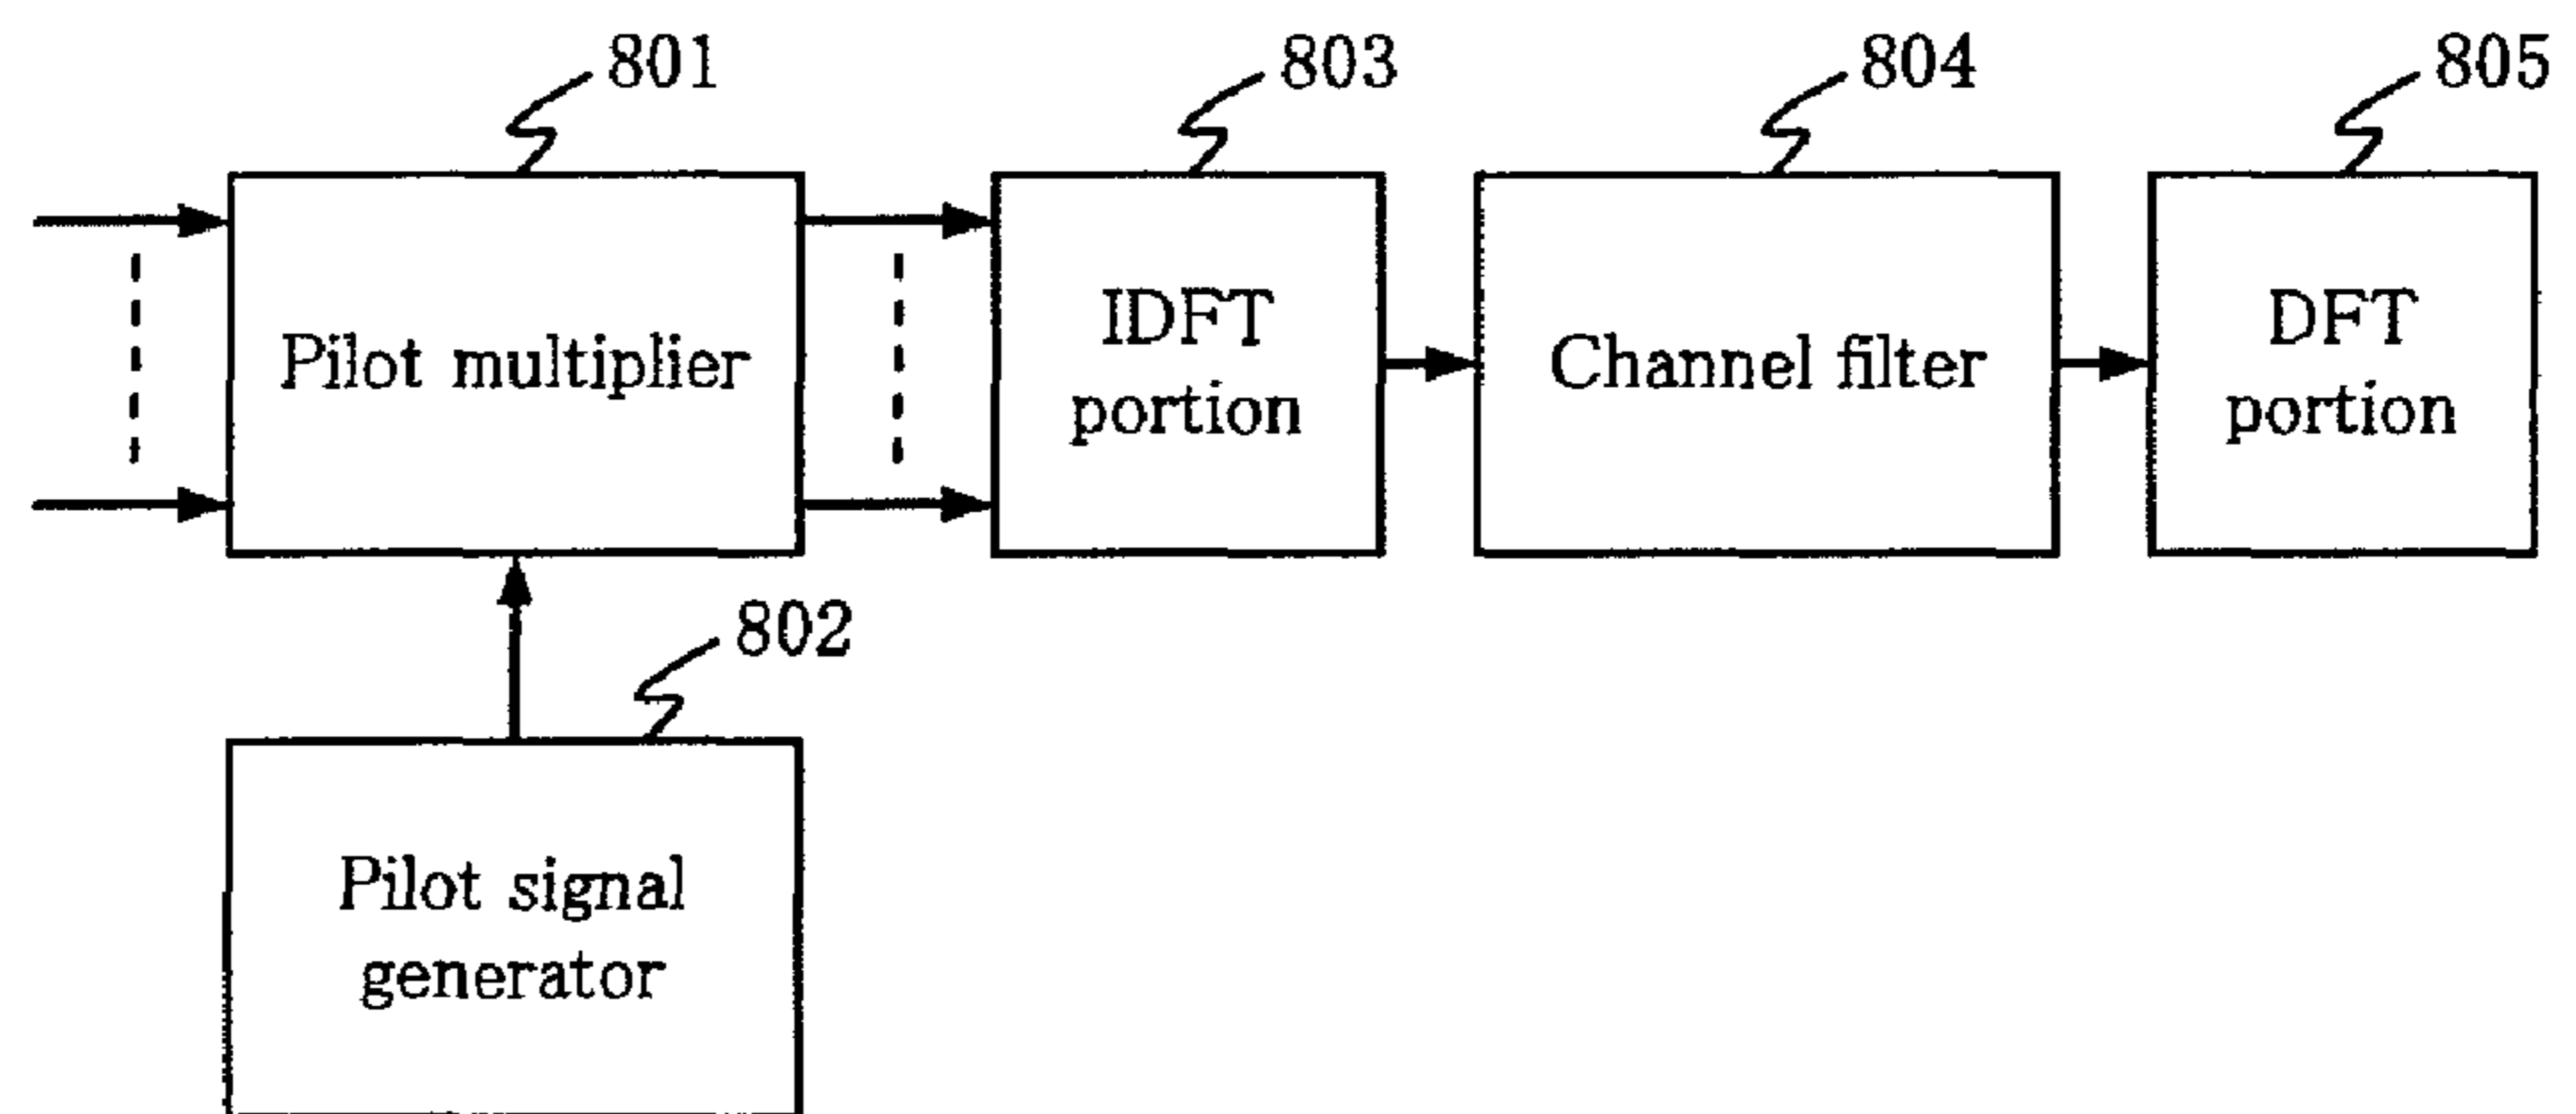 801
803
804
805
Pilot multiplier
IDFT
portion
Channel filter
DFT
portion
802
Pilot signal
generator